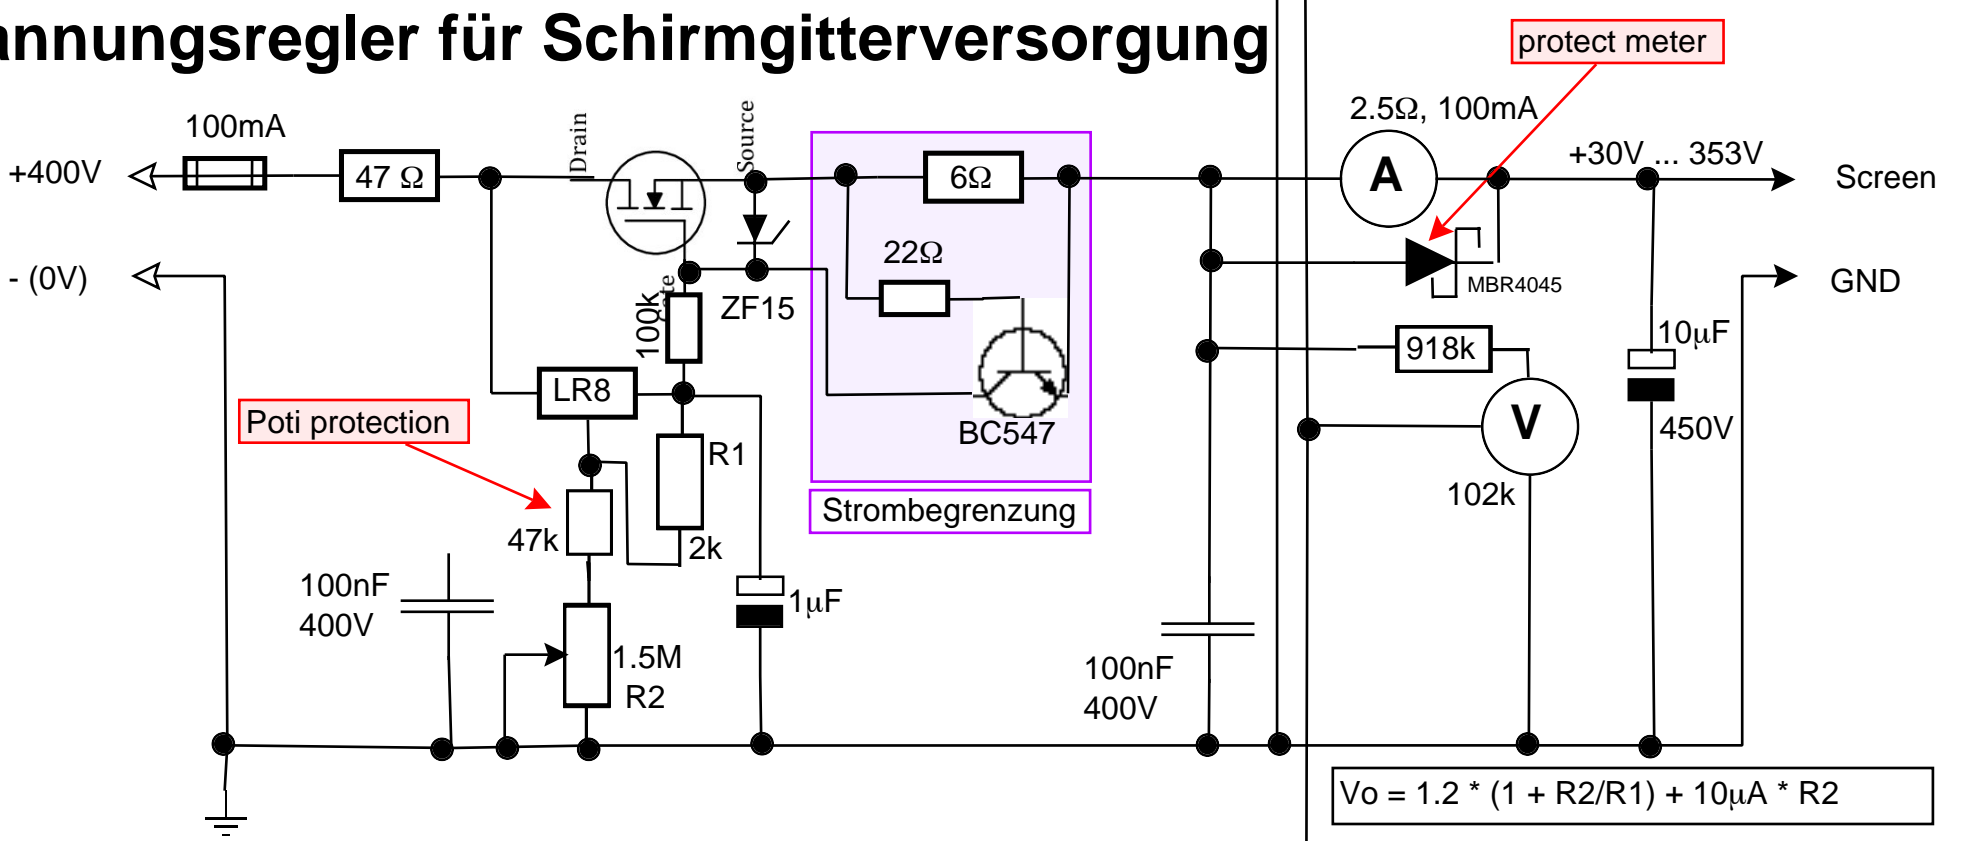 annungsregler für Schirmgitterversorgung
protect meter
100mA
Drain
Source
2.5Ω, 100mA
+400V
47 Ω
6Ω
A
+30V ... 353V
Screen
- (0V)
22Ω
MBR4045
GND
100k
ZF15
10μF
918k
LR8
Poti protection
BC547
V
450V
R1
102k
Strombegrenzung
47k
2k
100nF
400V
1μF
1.5M
R2
100nF
400V
Vo = 1.2 * (1 + R2/R1) + 10μA * R2